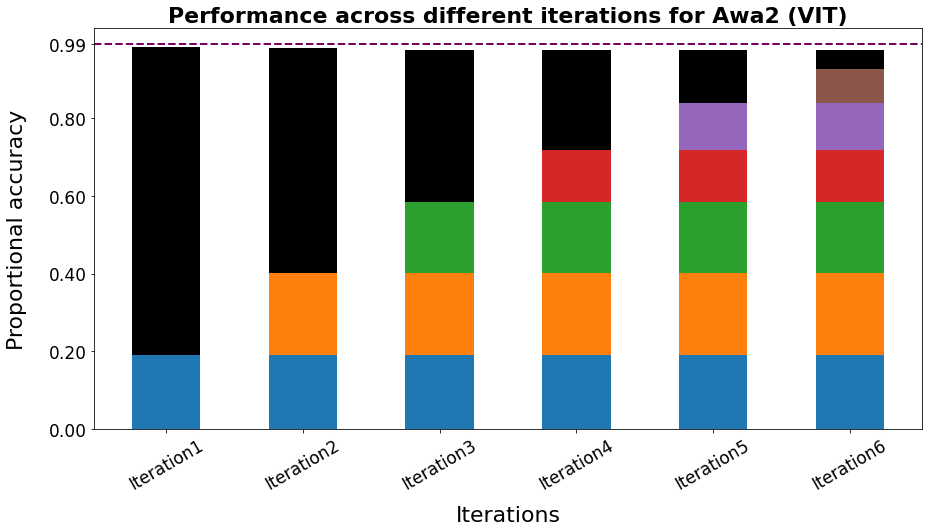 Performance across different iterations for Awa2 (VIT)
0.99
0.80
0.60
0.40
0.20
0.00
Proportional accuracy
Iteration1
Iteration2
Iteration3
Iteration4
Iteration5
Iteration6
Iterations